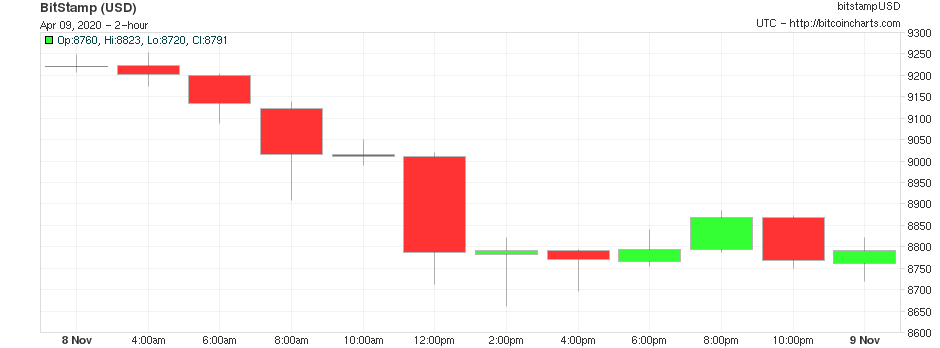 BitStamp (USD)
bitstampUSD
Apr 09, 2020 - 2-hour
UTC - http://bitcoincharts.com
Op:8760, Hi:8823, Lo:8720, Cl:8791
9300
9250
9200
9150
9100
9050
9000
8950
8900
8850
8800
8750
8700
8650
8600
8 Nov
4:00am
6:00am
8:00am
10:00am
12:00pm
2:00pm
4:00pm
6:00pm
8:00pm
10:00pm
9 Nov